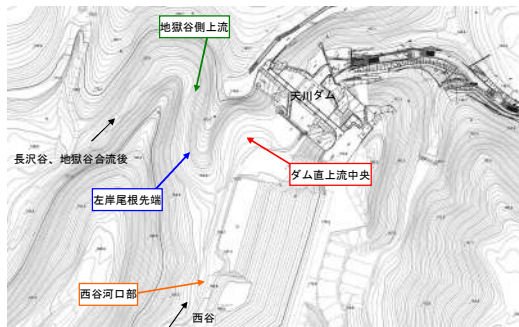 地獄谷側上流
天川ダム
長沢谷、地獄谷合流後
ダム直上流中央
左岸尾根先端
西谷河口部
西谷